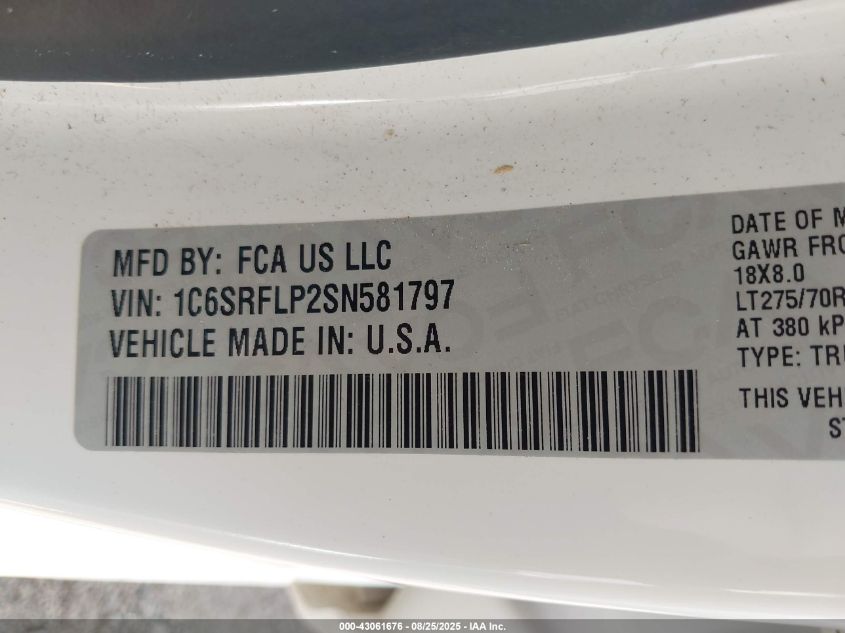 MFD BY: FCA US LLC
VIN: 1C6SRFLP2SN581797
VEHICLE MADE IN: U.S.A.
DATE OF M
GAWR FRO
18X8.0
LT275/70R
AT 380 kP
TYPE: TRU
THIS VEH
ST
000-43061676 - 08/25/2025 - IAA Inc.